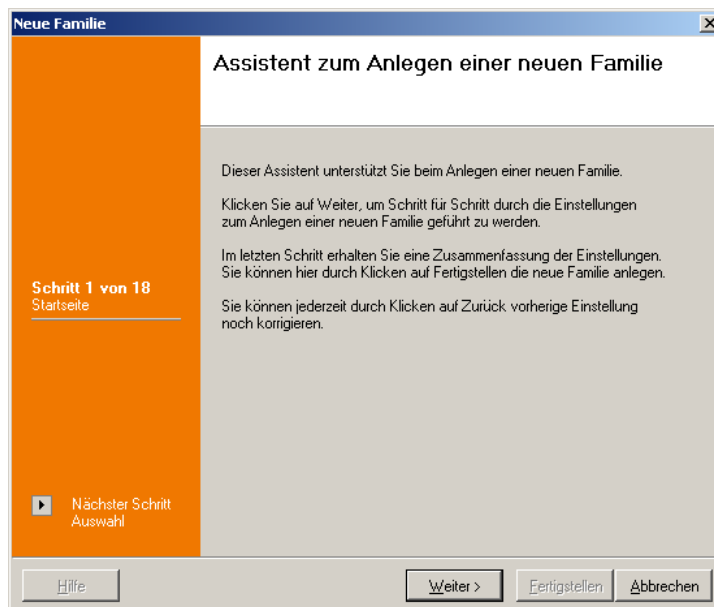 Neue Familie
Assistent zum Anlegen einer neuen Familie
Dieser Assistent unterstützt Sie beim Anlegen einer neuen Familie.
Klicken Sie auf Weiter, um Schritt für Schritt durch die Einstellungen
zum Anlegen einer neuen Familie geführt zu werden.
Im letzten Schritt erhalten Sie eine Zusammenfassung der Einstellungen.
Sie können hier durch Klicken auf Fertigstellen die neue Familie anlegen.
Sie können jederzeit durch Klicken auf Zurück vorherige Einstellung
noch korrigieren.
Schritt 1 von 18
Startseite
Nächster Schritt
Auswahl
Hilfe
Weiter >
Fertigstellen
Abbrechen